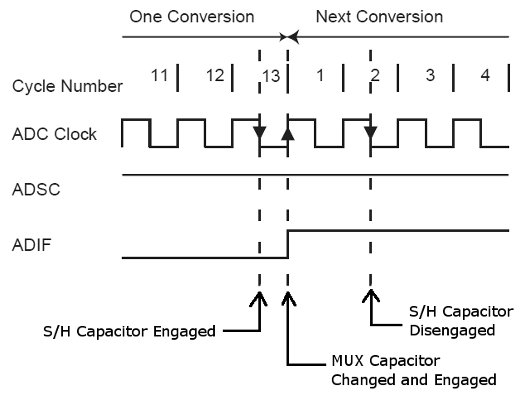 One Conversion Next Conversion
Cycle Number 11 12 13 1 2 3 4
ADC Clock
ADSC
ADIF
S/H Capacitor Engaged
S/H Capacitor
Disengaged
MUX Capacitor
Changed and Engaged